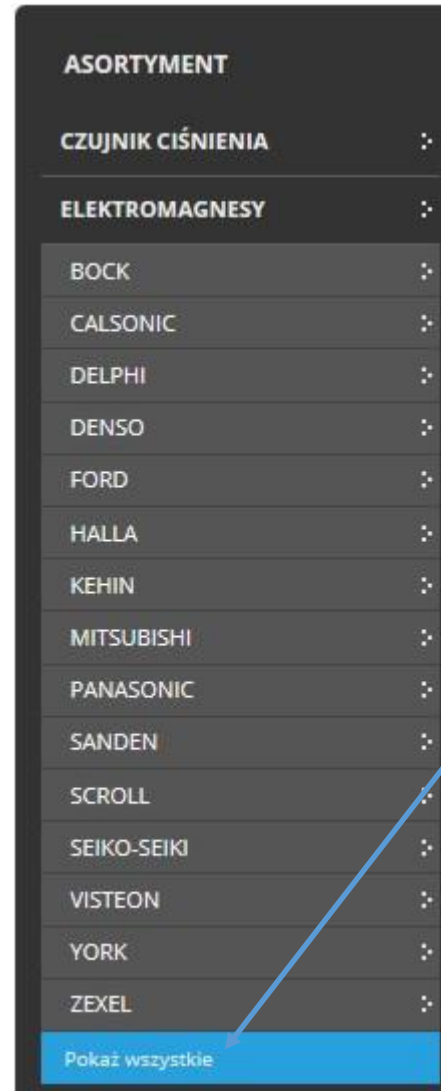 ASORTYMENT
CZUJNIK CIŚNIENIA
ELEKTROMAGNESY
BOCK
CALSONIC
DELPHI
DENSO
FORD
HALLA
KEHIN
MITSUBISHI
PANASONIC
SANDEN
SCROLL
SEIKO-SEIKI
VISTEON
YORK
ZEXEL
Pokaż wszystkie